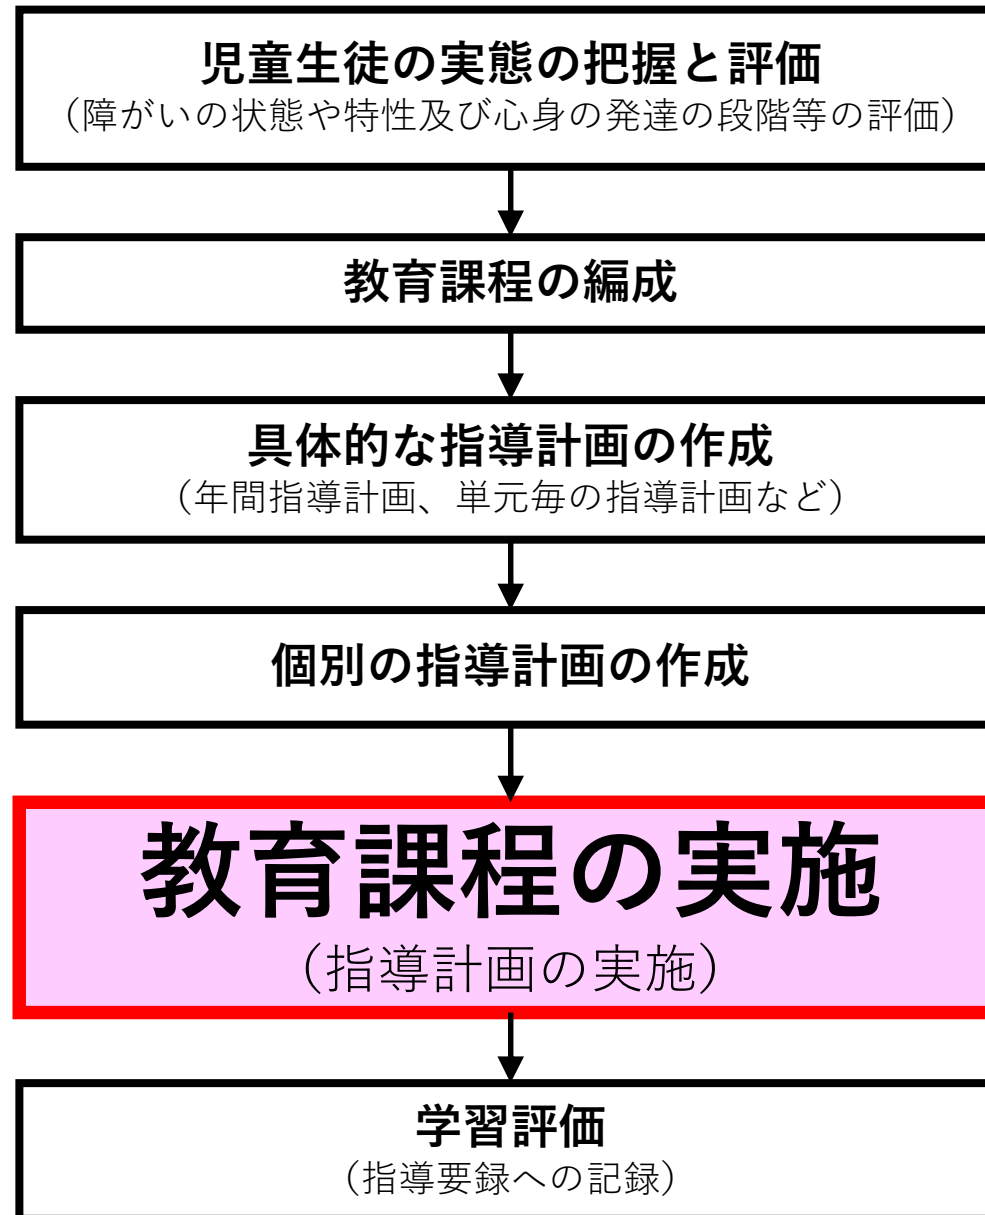 児童生徒の実態の把握と評価
（障がいの状態や特性及び心身の発達の段階等の評価）
教育課程の編成
具体的な指導計画の作成
（年間指導計画、単元毎の指導計画など）
個別の指導計画の作成
教育課程の実施
（指導計画の実施）
学習評価
（指導要録への記録）